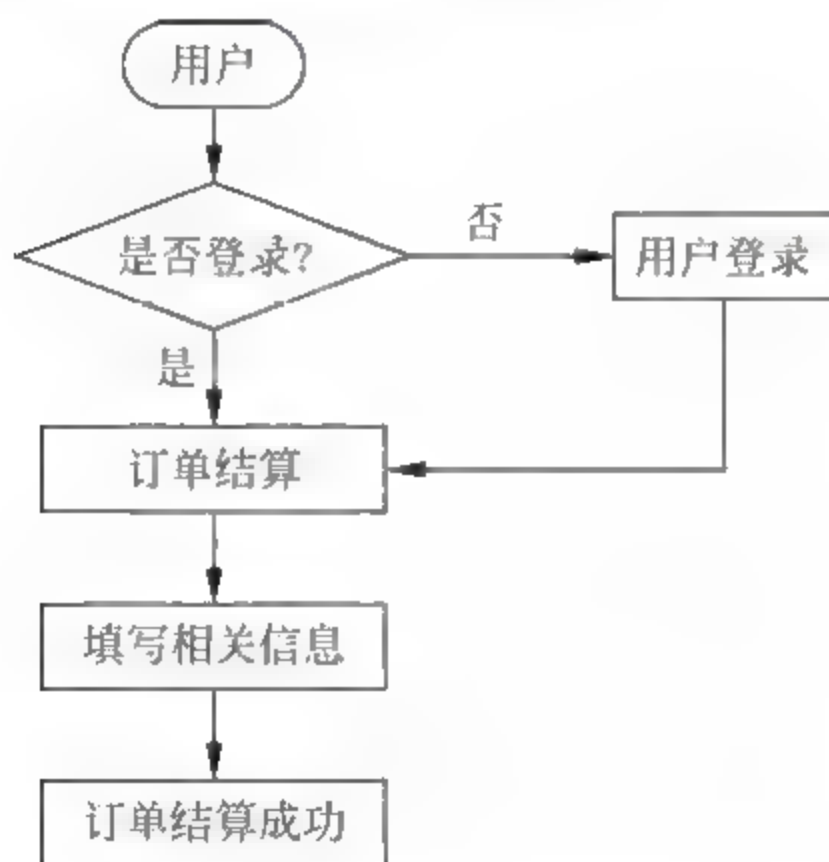 用户
是否登录?
否
用户登录
是
订单结算
填写相关信息
订单结算成功